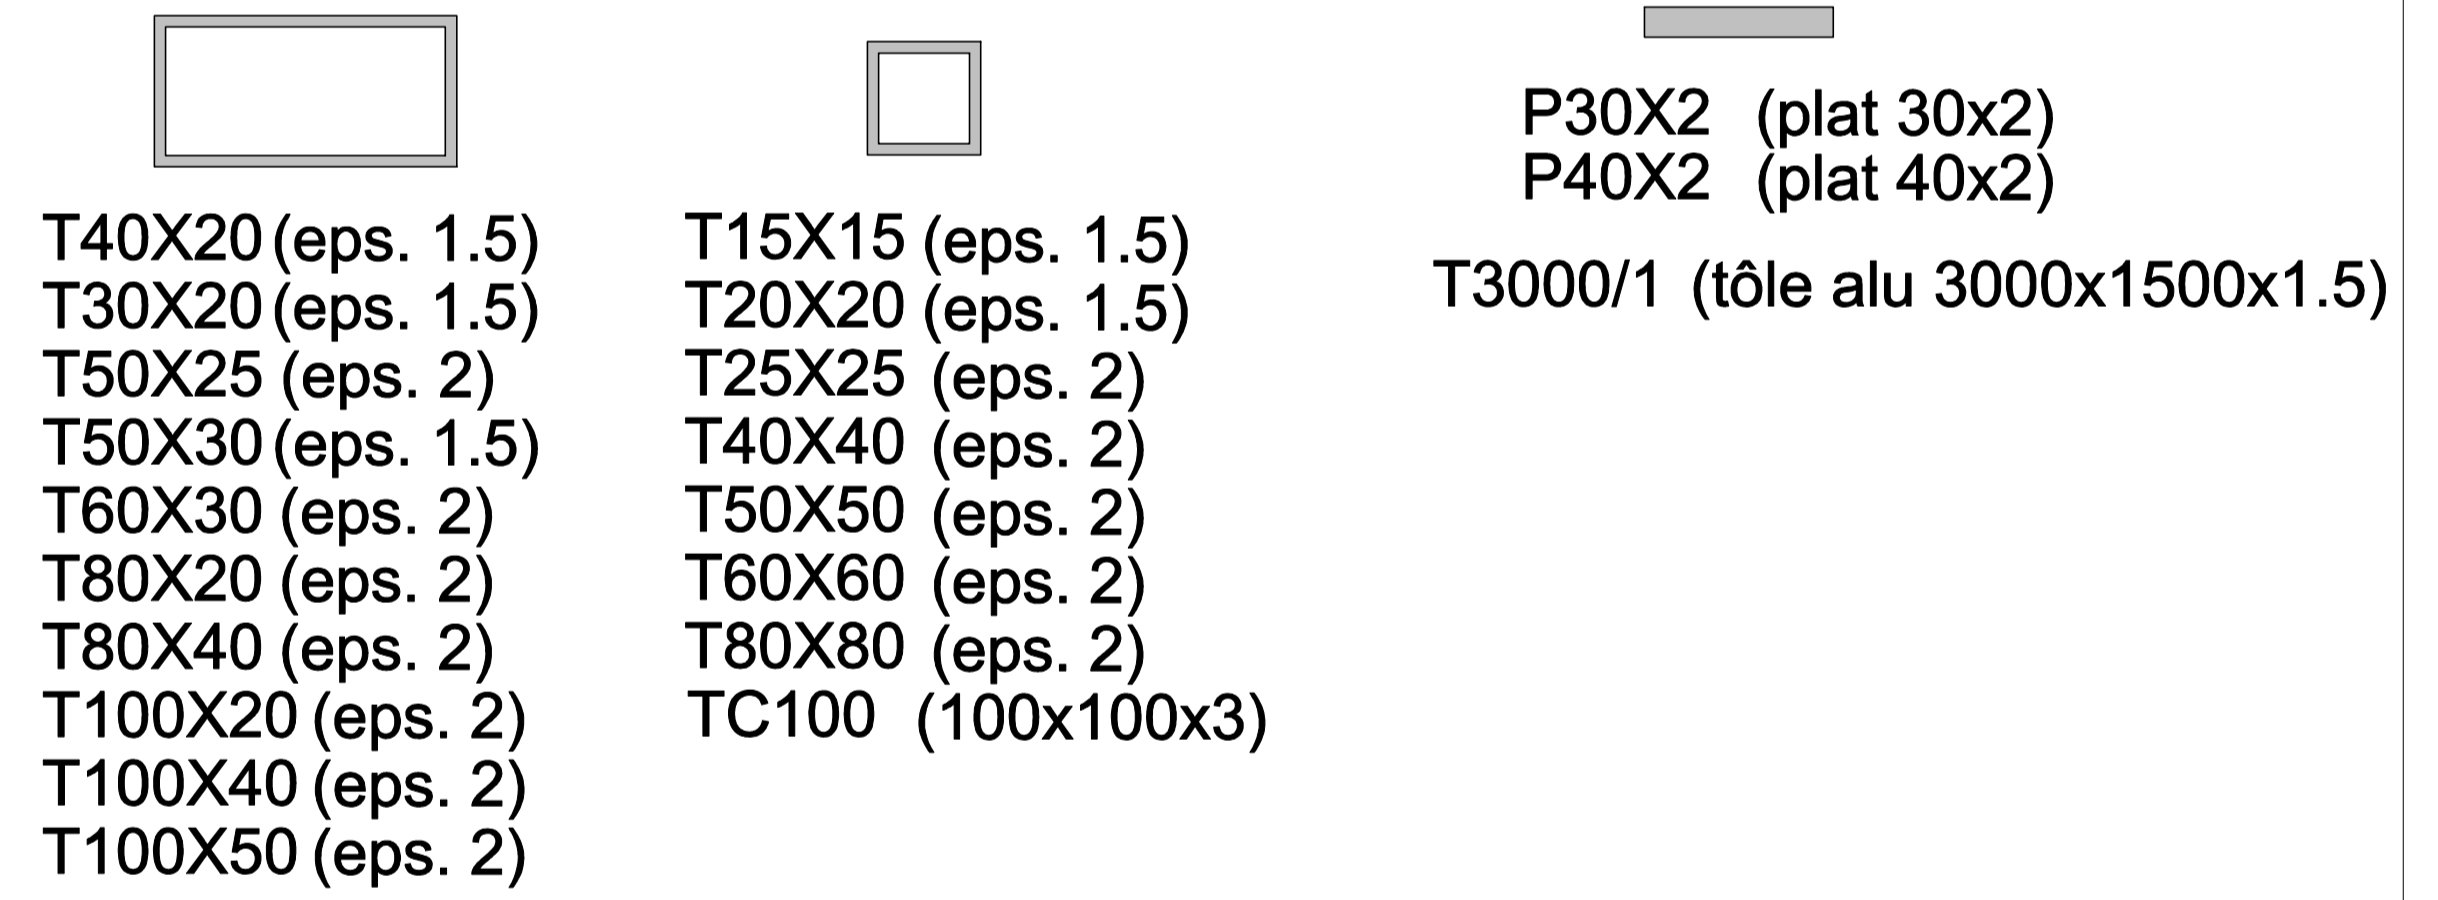 T40X20 (eps. 1.5)
T30X20 (eps. 1.5)
T50X25 (eps. 2)
T50X30 (eps. 1.5)
T60X30 (eps. 2)
T80X20 (eps. 2)
T80X40 (eps. 2)
T100X20 (eps. 2)
T100X40 (eps. 2)
T100X50 (eps. 2)
T15X15 (eps. 1.5)
T20X20 (eps. 1.5)
T25X25 (eps. 2)
T40X40 (eps. 2)
T50X50 (eps. 2)
T60X60 (eps. 2)
T80X80 (eps. 2)
TC100 (100x100x3)
P30X2 (plat 30x2)
P40X2 (plat 40x2)
T3000/1 (tôle alu 3000x1500x1.5)